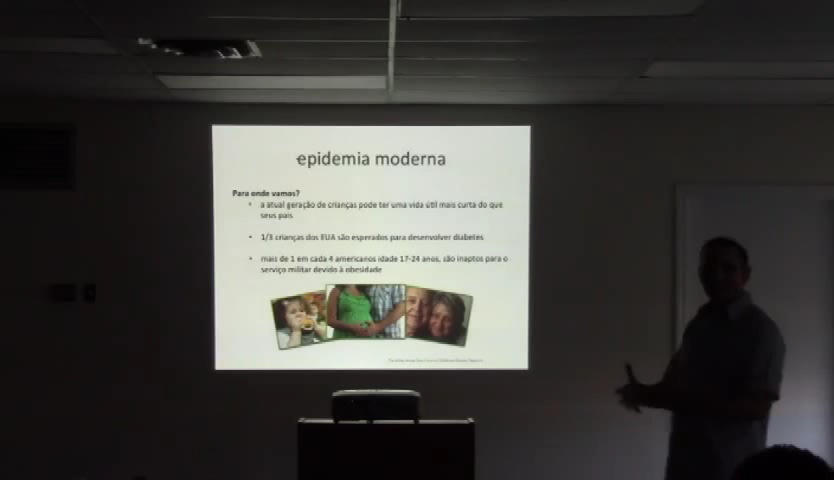 epidemia moderna
Para onde vamos?
• a atual geração de crianças pode ter uma vida útil mais curta do que
seus pais
• 1/3 crianças dos EUA são esperados para desenvolver diabetes
• mais de 1 em cada 4 americanos idade 17-24 anos, são inaptos para o
serviço militar devido à obesidade